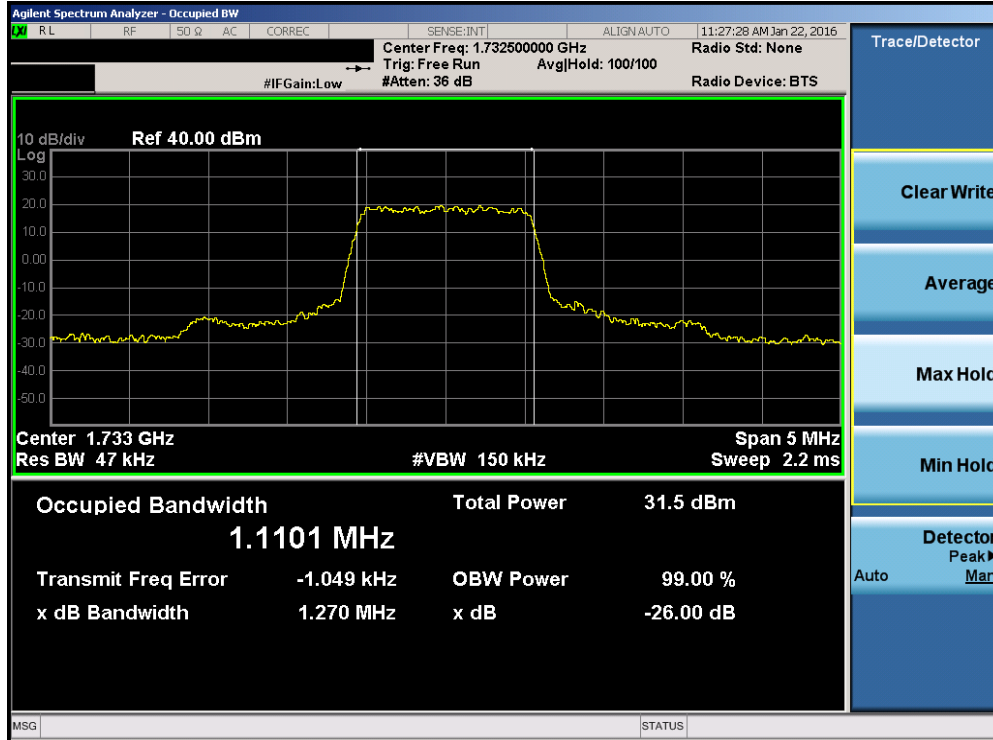 Agilent Spectrum Analyzer - Occupied BW
LXI RL RF 50 Ω AC CORREC SENSE:INT ALIGN AUTO 11:27:28 AM Jan 22, 2016
Center Freq: 1.732500000 GHz Radio Std: None
Trig: Free Run Avg|Hold: 100/100
#IFGain:Low #Atten: 36 dB Radio Device: BTS
Trace/Detector
10 dB/div Ref 40.00 dBm
Log
30.0
20.0
10.0
0.00
-10.0
-20.0
-30.0
-40.0
-50.0
Center 1.733 GHz Span 5 MHz
Res BW 47 kHz #VBW 150 kHz Sweep 2.2 ms
Occupied Bandwidth Total Power 31.5 dBm
1.1101 MHz
Transmit Freq Error -1.049 kHz OBW Power 99.00 %
x dB Bandwidth 1.270 MHz x dB -26.00 dB
Clear Write
Average
Max Hold
Min Hold
Detector
Peak▶
Auto Man
MSG STATUS